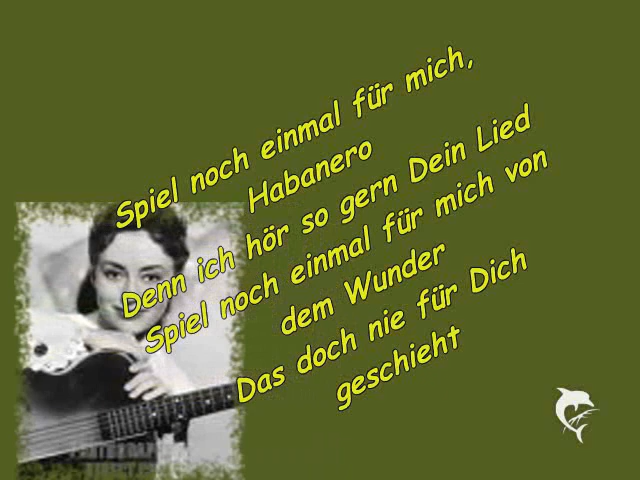 Spiel noch einmal für mich,
Habanero
Denn ich hör so gern Dein Lied
Spiel noch einmal für mich von
dem Wunder
Das doch nie für Dich
geschieht